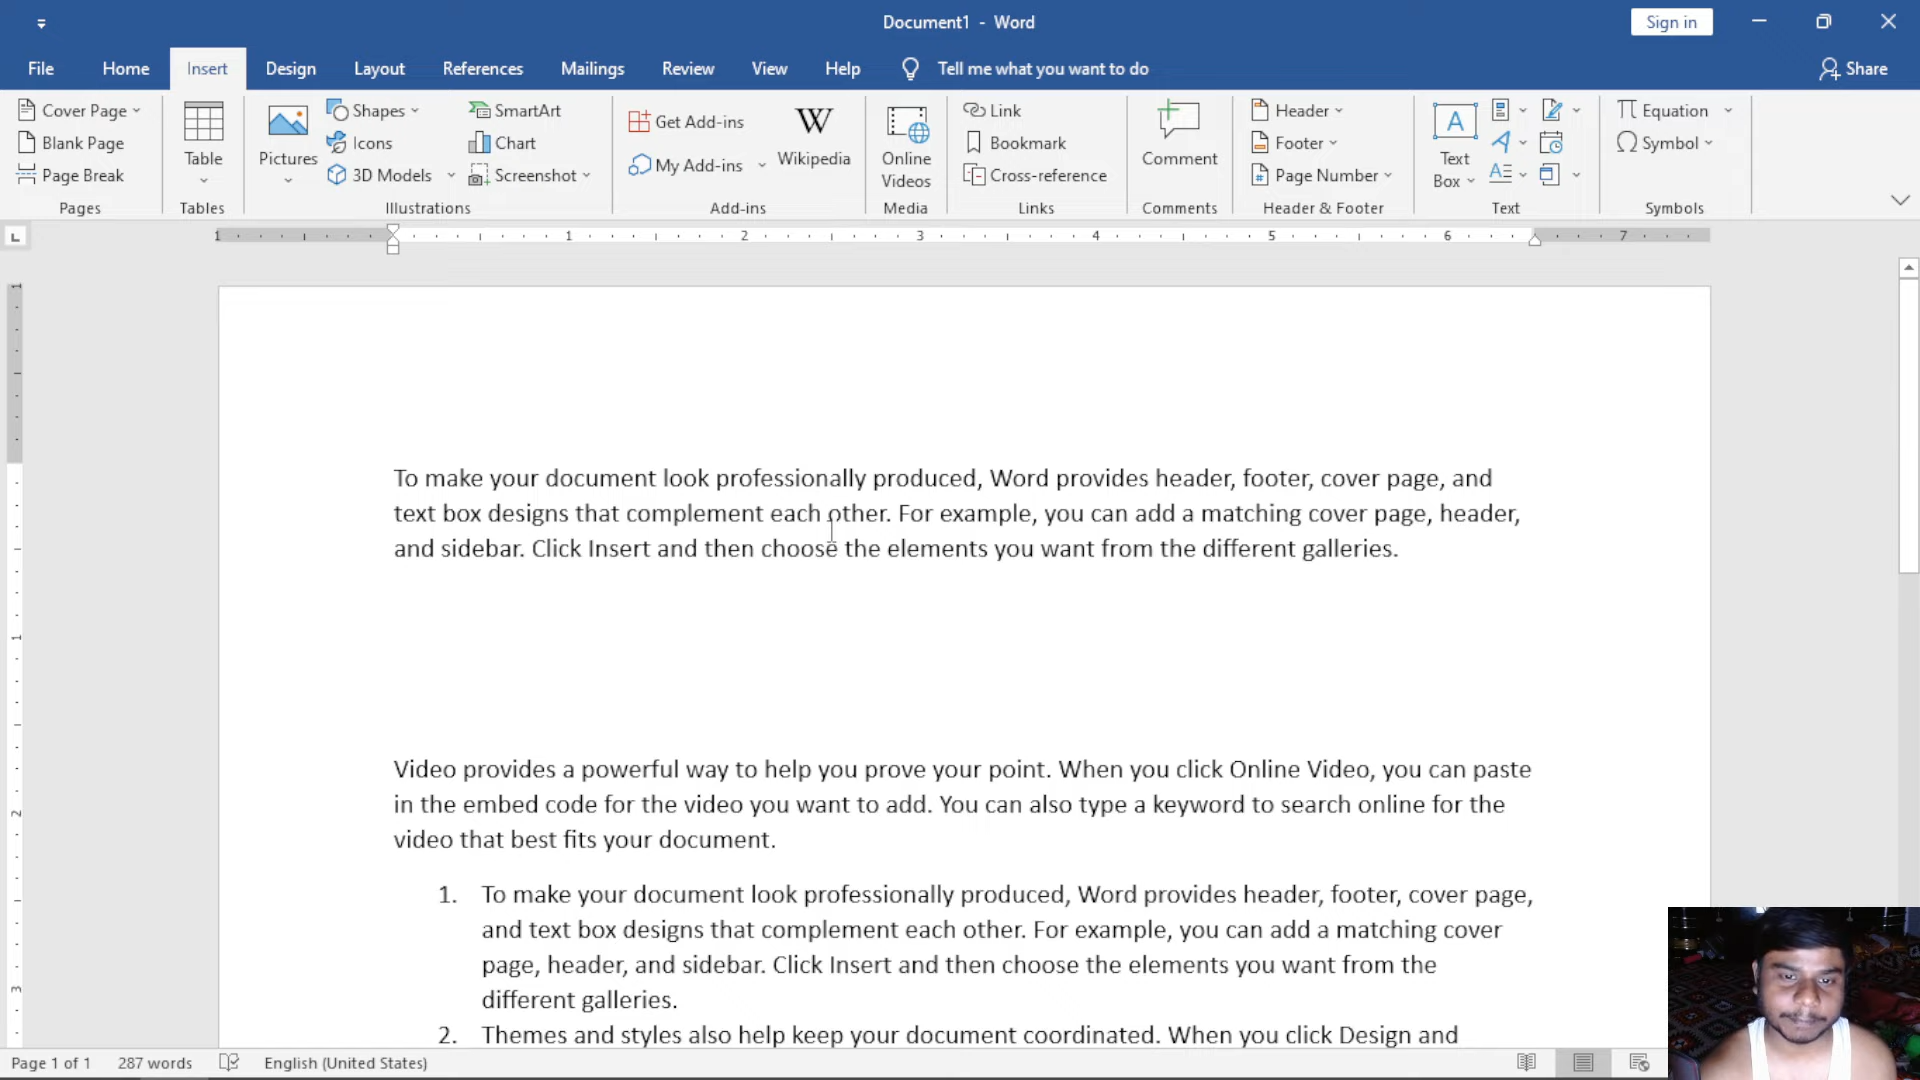 Document1 - Word
Sign in
File Home Insert Design Layout References Mailings Review View Help Tell me what you want to do Share
Cover Page
Blank Page
Page Break
Pages
Table
Tables
Pictures
Shapes
Icons
3D Models
SmartArt
Chart
Screenshot
Illustrations
Get Add-ins
My Add-ins
W
Wikipedia
Add-ins
Online
Videos
Media
Link
Bookmark
Cross-reference
Links
Comment
Comments
Header
Footer
Page Number
Header & Footer
Text
Box
Text
Equation
Symbol
Symbols
1 1 2 3 4 5 6 7
To make your document look professionally produced, Word provides header, footer, cover page, and
text box designs that complement each other. For example, you can add a matching cover page, header,
and sidebar. Click Insert and then choose the elements you want from the different galleries.
Video provides a powerful way to help you prove your point. When you click Online Video, you can paste
in the embed code for the video you want to add. You can also type a keyword to search online for the
video that best fits your document.
1. To make your document look professionally produced, Word provides header, footer, cover page,
and text box designs that complement each other. For example, you can add a matching cover
page, header, and sidebar. Click Insert and then choose the elements you want from the
different galleries.
2. Themes and styles also help keep your document coordinated. When you click Design and
Page 1 of 1 287 words English (United States)